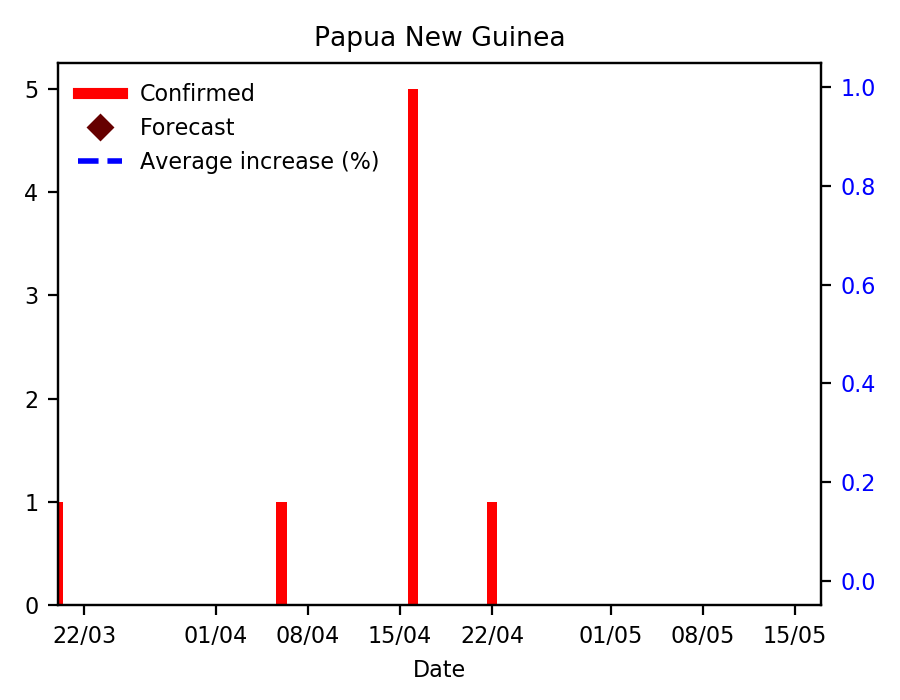 Papua New Guinea
Confirmed
Forecast
Average increase (%)
5
4
3
2
1
0
1.0
0.8
0.6
0.4
0.2
0.0
22/03 01/04 08/04 15/04 22/04 01/05 08/05 15/05
Date